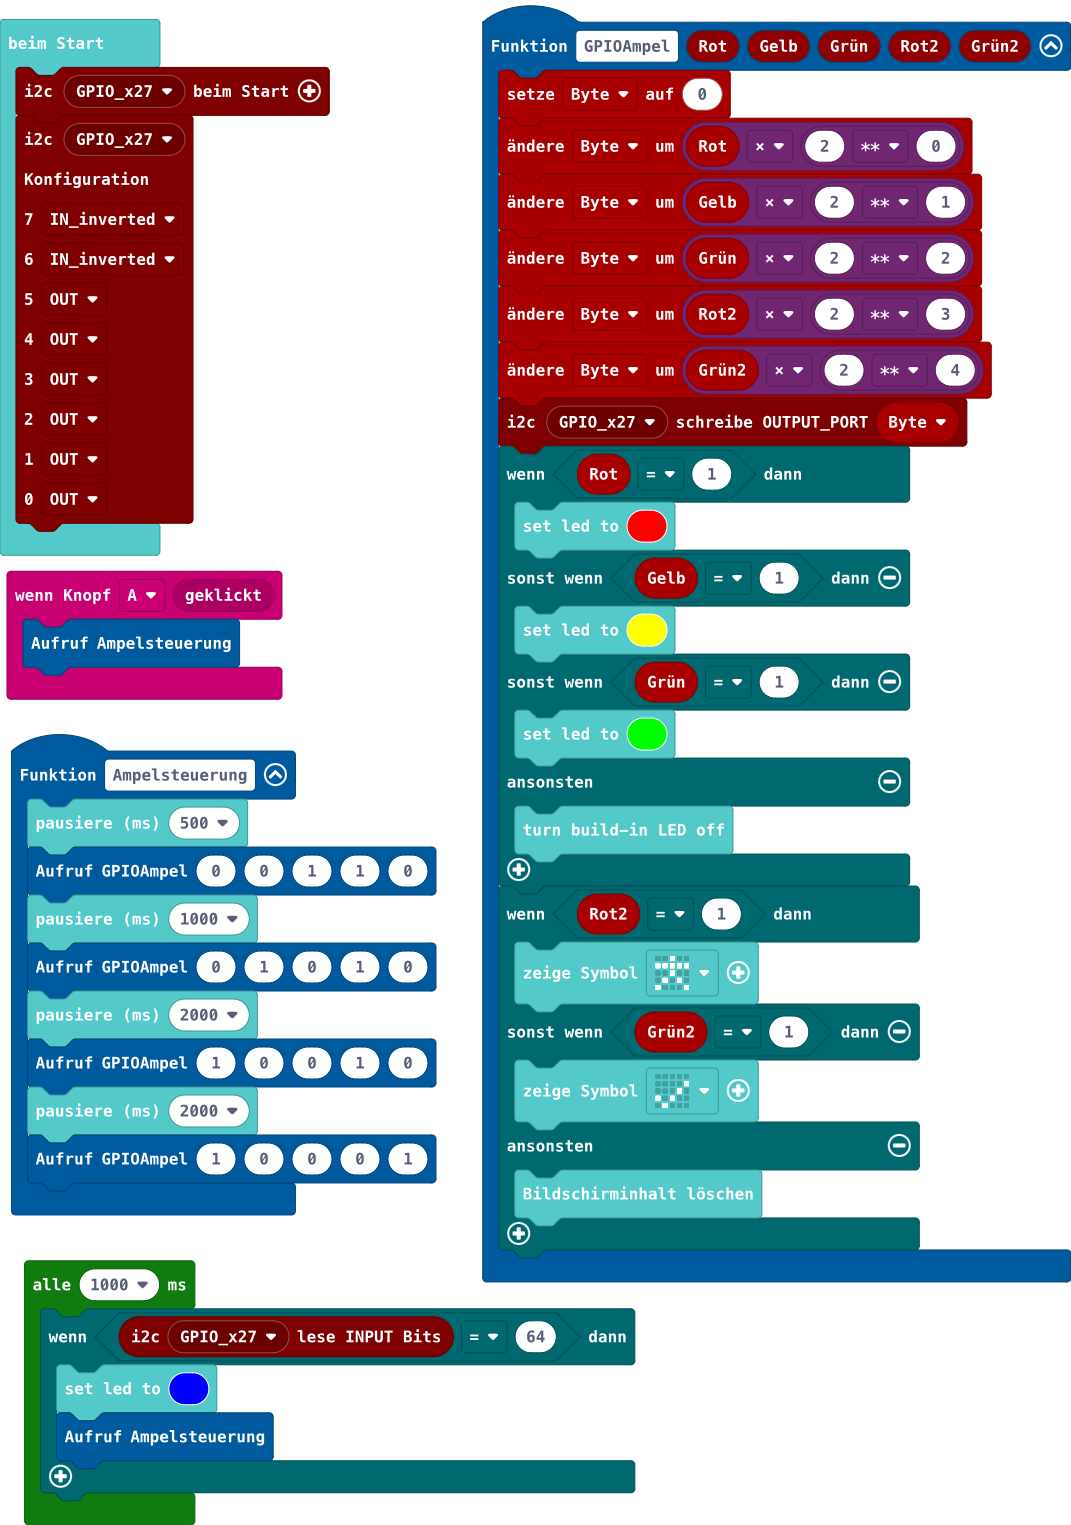 beim Start
i2c GPIO_x27 beim Start
i2c GPIO_x27
Konfiguration
7 IN_inverted
6 IN_inverted
5 OUT
4 OUT
3 OUT
2 OUT
1 OUT
0 OUT
wenn Knopf A geklickt
Aufruf Ampelsteuerung
Funktion Ampelsteuerung
pausiere (ms) 500
Aufruf GPIOAmpel 0 0 1 1 0
pausiere (ms) 1000
Aufruf GPIOAmpel 0 1 0 1 0
pausiere (ms) 2000
Aufruf GPIOAmpel 1 0 0 1 0
pausiere (ms) 2000
Aufruf GPIOAmpel 1 0 0 0 1
Funktion GPIOAmpel Rot Gelb Grün Rot2 Grün2
setze Byte auf 0
ändere Byte um Rot × 2 ** 0
ändere Byte um Gelb × 2 ** 1
ändere Byte um Grün × 2 ** 2
ändere Byte um Rot2 × 2 ** 3
ändere Byte um Grün2 × 2 ** 4
i2c GPIO_x27 schreibe OUTPUT_PORT Byte
wenn Rot = 1 dann
set led to
sonst wenn Gelb = 1 dann
set led to
sonst wenn Grün = 1 dann
set led to
ansonsten
turn build-in LED off
wenn Rot2 = 1 dann
zeige Symbol
sonst wenn Grün2 = 1 dann
zeige Symbol
ansonsten
Bildschirminhalt löschen
alle 1000 ms
wenn i2c GPIO_x27 lese INPUT Bits = 64 dann
set led to
Aufruf Ampelsteuerung